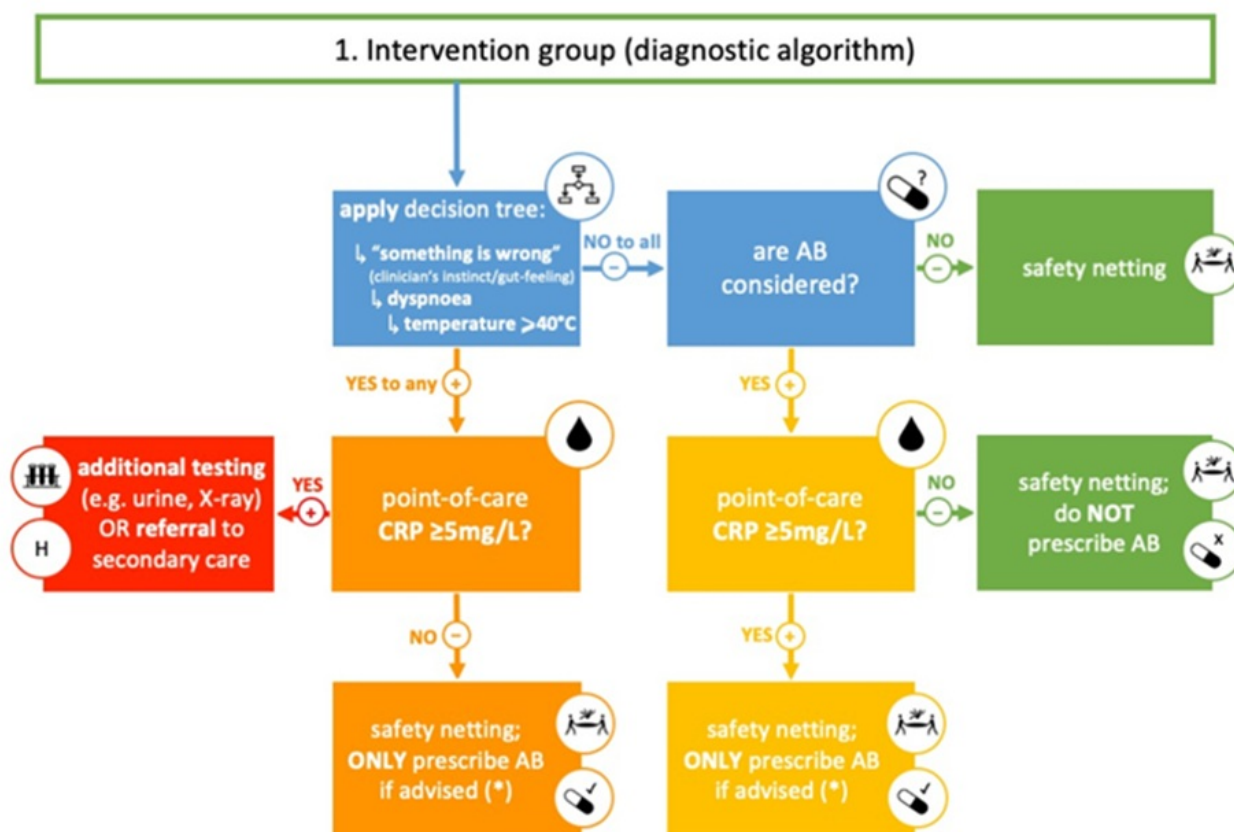 1. Intervention group (diagnostic algorithm)
apply decision tree:
↳ “something is wrong”
(clinician's instinct/gut-feeling)
↳ dyspnoea
↳ temperature ⩾40°C
NO to all
−
?
are AB
considered?
NO
−
safety netting
YES to any
+
YES
+
additional testing
(e.g. urine, X-ray)
OR referral to
secondary care
H
YES
+
point-of-care
CRP ≥5mg/L?
point-of-care
CRP ≥5mg/L?
NO
−
safety netting;
do NOT
prescribe AB
X
NO
−
YES
+
safety netting;
ONLY prescribe AB
if advised (*)
safety netting;
ONLY prescribe AB
if advised (*)